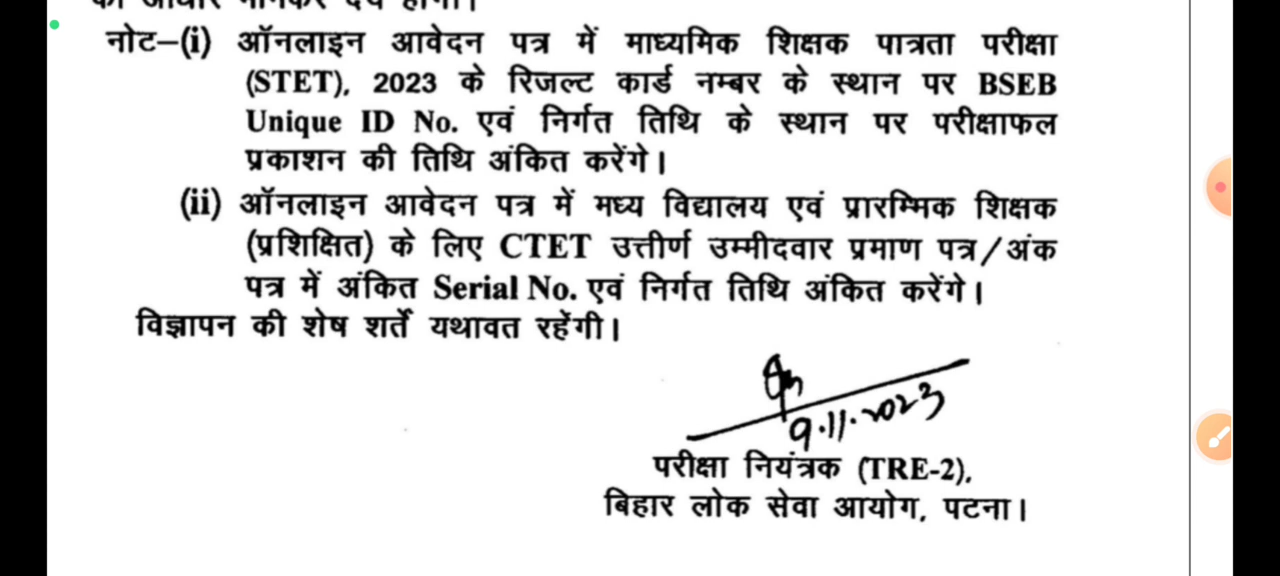 का आधार मानकर देय होगा।
नोट–(i) ऑनलाइन आवेदन पत्र में माध्यमिक शिक्षक पात्रता परीक्षा
(STET), 2023 के रिजल्ट कार्ड नम्बर के स्थान पर BSEB
Unique ID No. एवं निर्गत तिथि के स्थान पर परीक्षाफल
प्रकाशन की तिथि अंकित करेंगे।
(ii) ऑनलाइन आवेदन पत्र में मध्य विद्यालय एवं प्रारम्भिक शिक्षक
(प्रशिक्षित) के लिए CTET उत्तीर्ण उम्मीदवार प्रमाण पत्र/अंक
पत्र में अंकित Serial No. एवं निर्गत तिथि अंकित करेंगे।
विज्ञापन की शेष शर्तें यथावत रहेंगी।
9.11.2023
परीक्षा नियंत्रक (TRE-2),
बिहार लोक सेवा आयोग, पटना।